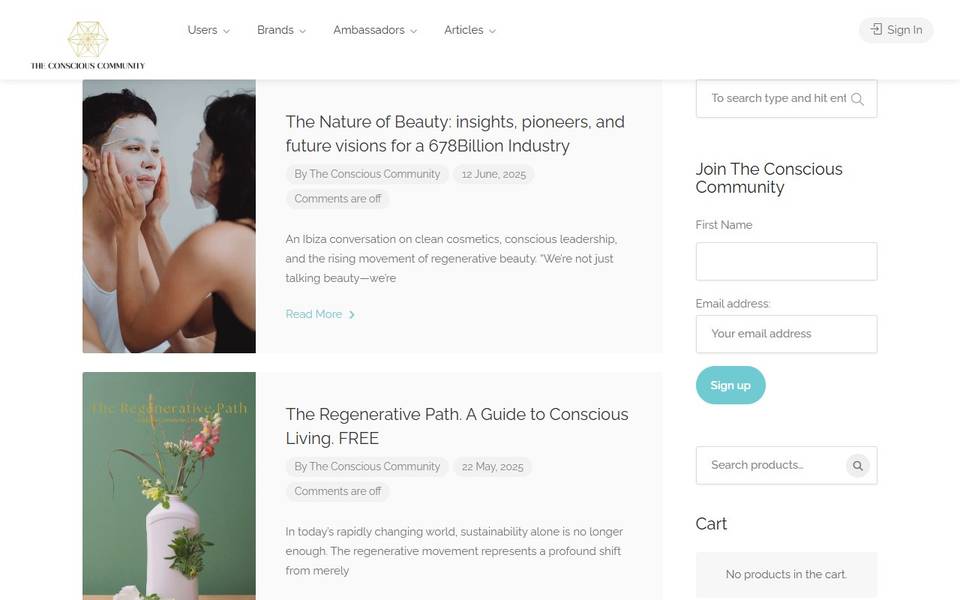 THE CONSCIOUS COMMUNITY
Users
Brands
Ambassadors
Articles
Sign In
The Nature of Beauty: insights, pioneers, and
future visions for a 678Billion Industry
By The Conscious Community
12 June, 2025
Comments are off
An Ibiza conversation on clean cosmetics, conscious leadership,
and the rising movement of regenerative beauty. “We’re not just
talking beauty—we’re
Read More
The Regenerative Path
The Regenerative Path. A Guide to Conscious
Living. FREE
By The Conscious Community
22 May, 2025
Comments are off
In today’s rapidly changing world, sustainability alone is no longer
enough. The regenerative movement represents a profound shift
from merely
To search type and hit ent
Join The Conscious
Community
First Name
Email address:
Your email address
Sign up
Search products…
Cart
No products in the cart.